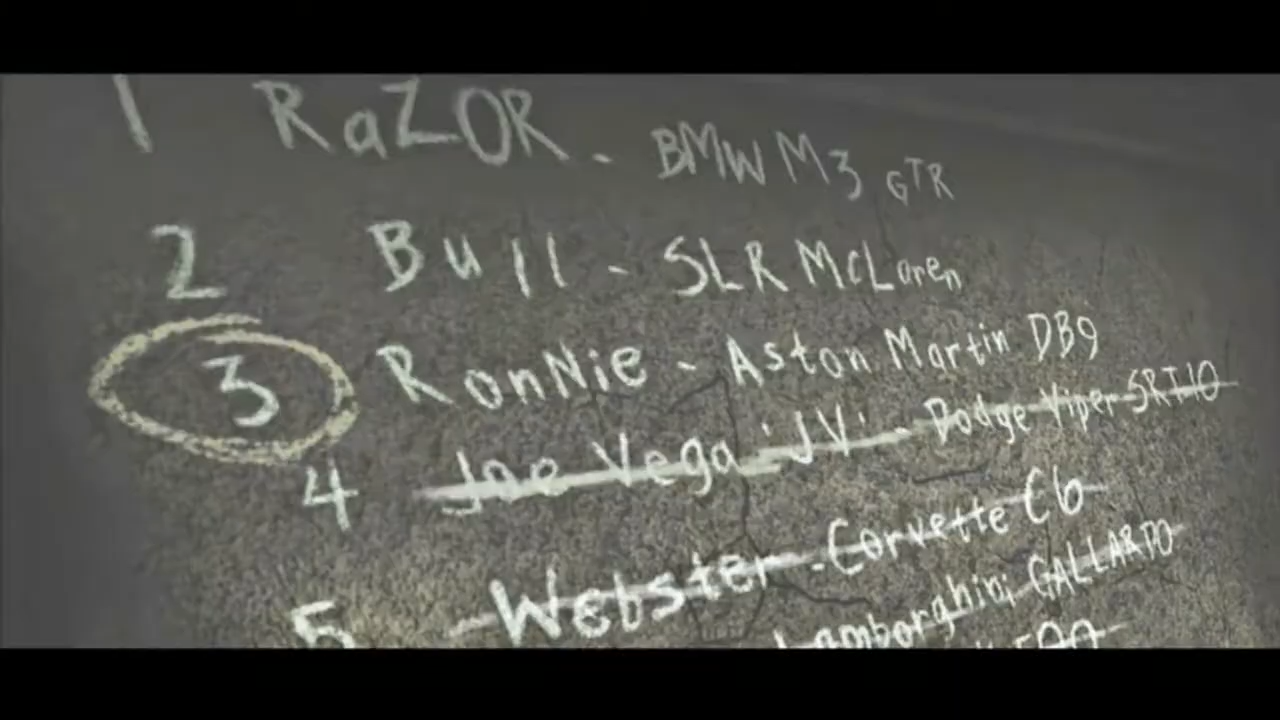 1 RaZOR - BMW M3 GTR
2 Bull - SLR McLaren
3 RonNie - Aston Martin DB9
4 Joe Vega 'JV' - Dodge Viper SRT10
5 Webster - Corvette C6
Lamborghini GALLARDO